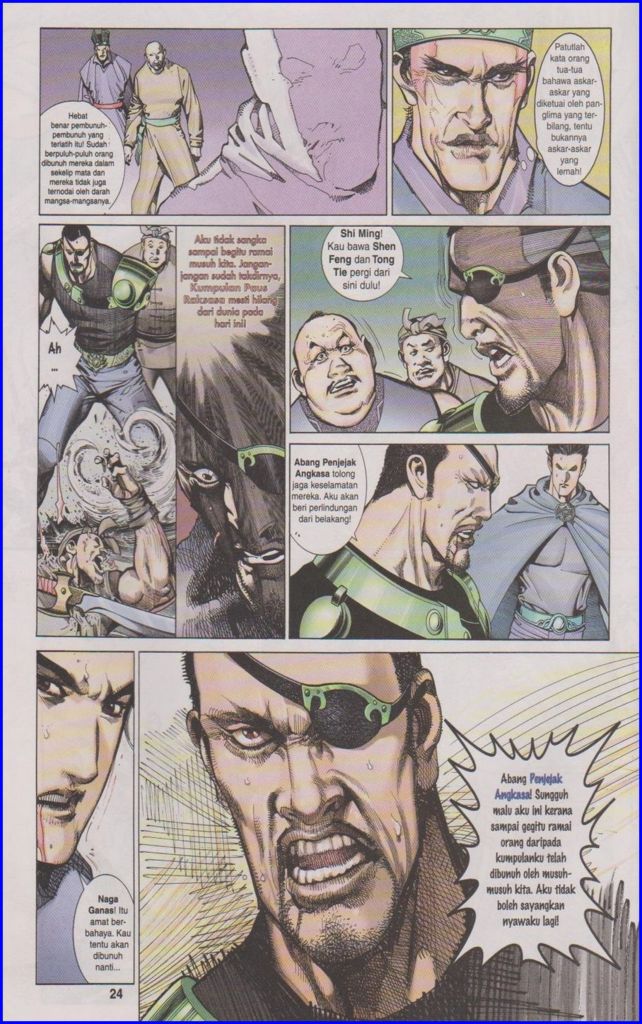 Hebat
benar pembunuh-
pembunuh yang
terlatih itu! Sudah
berpuluh-puluh orang
dibunuh mereka dalam
sekelip mata dan
mereka tidak juga
ternodai oleh darah
mangsa-mangsanya.
Patutlah
kata orang
tua-tua
bahawa askar-
askar yang
diketuai oleh pan-
glima yang ter-
bilang, tentu
bukannya
askar-askar
yang
lemah!
Ah
...
Aku tidak sangka
sampai begitu ramai
musuh kita. Jangan-
jangan sudah takdirnya,
Kumpulan Paus
Raksasa mesti hilang
dari dunia pada
hari ini!
Shi Ming!
Kau bawa Shen
Feng dan Tong
Tie pergi dari
sini dulu!
Abang Penjejak
Angkasa tolong
jaga keselamatan
mereka. Aku akan
beri perlindungan
dari belakang!
Naga
Ganas! Itu
amat ber-
bahaya. Kau
tentu akan
dibunuh
nanti...
Abang Penjejak
Angkasa! Sungguh
malu aku ini kerana
sampai gegitu ramai
orang daripada
kumpulanku telah
dibunuh oleh musuh-
musuh kita. Aku tidak
boleh sayangkan
nyawaku lagi!
24